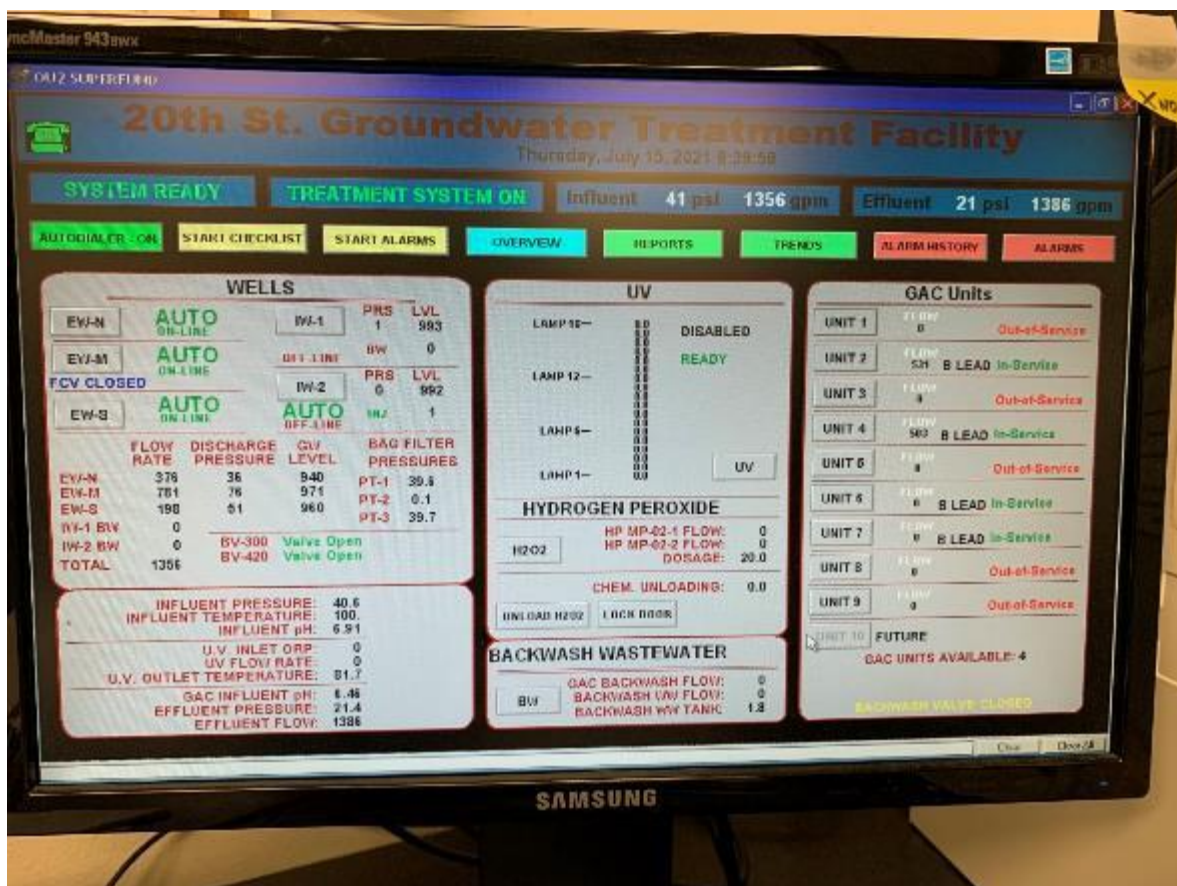 SyncMaster 943BWX
OU2 SUPERFUND
20th St. Groundwater Treatment Facility
Thursday, July 15, 2021
SYSTEM READY
TREATMENT SYSTEM ON
Influent 41 psi 1356 gpm
Effluent 21 psi 1386 gpm
AUTODIALER - ON
START CHECKLIST
START ALARMS
OVERVIEW
REPORTS
TRENDS
ALARM HISTORY
ALARMS
WELLS
EW-N AUTO ON-LINE IW-1 PRS 1 LVL 993
EW-M AUTO ON-LINE OFF-LINE BW 0
FCV CLOSED
IW-2 PRS 0 LVL 992
EW-S AUTO ON-LINE AUTO OFF-LINE INJ 1
FLOW RATE DISCHARGE PRESSURE GW LEVEL BAG FILTER PRESSURES
EW-N 376 36 940 PT-1 39.6
EW-M 781 76 971 PT-2 0.1
EW-S 198 51 960 PT-3 39.7
IW-1 BW 0
IW-2 BW 0
TOTAL 1356
BV-300 Valve Open
BV-420 Valve Open
INFLUENT PRESSURE: 40.6
INFLUENT TEMPERATURE: 100.
INFLUENT pH: 6.91
U.V. INLET ORP: 0
UV FLOW RATE: 0
U.V. OUTLET TEMPERATURE: 81.7
GAC INFLUENT pH: 6.46
EFFLUENT PRESSURE: 21.4
EFFLUENT FLOW: 1386
UV
LAMP 16
LAMP 12
LAMP 1
DISABLED
READY
UV
HYDROGEN PEROXIDE
H2O2
HP MP-02-1 FLOW: 0
HP MP-02-2 FLOW: 0
DOSAGE: 20.0
CHEM. UNLOADING: 0.0
UNLOAD H2O2
LOCK DOOR
BACKWASH WASTEWATER
BW
GAC BACKWASH FLOW: 0
BACKWASH WW FLOW: 0
BACKWASH WW TANK: 1.8
GAC Units
UNIT 1 FLOW 0 Out-of-Service
UNIT 2 FLOW 531 B LEAD In-Service
UNIT 3 FLOW Out-of-Service
UNIT 4 FLOW 503 B LEAD In-Service
UNIT 5 FLOW Out-of-Service
UNIT 6 FLOW B LEAD In-Service
UNIT 7 FLOW 0 B LEAD In-Service
UNIT 8 FLOW Out-of-Service
UNIT 9 FLOW 0 Out-of-Service
UNIT 10 FUTURE
GAC UNITS AVAILABLE: 4
BACKWASH VALVE CLOSED
Clear
Clear All
SAMSUNG